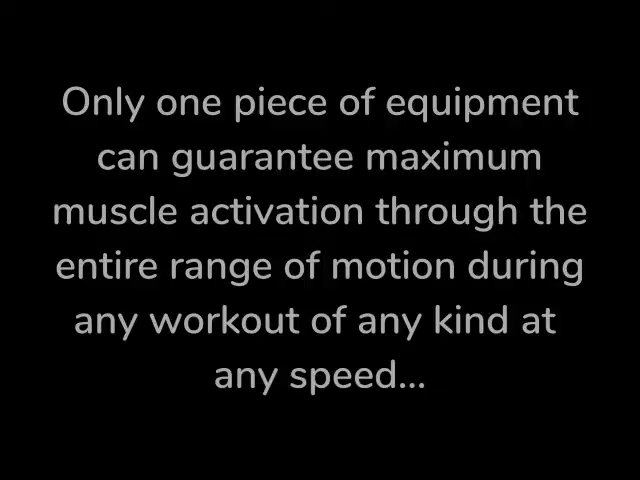 Only one piece of equipment
can guarantee maximum
muscle activation through the
entire range of motion during
any workout of any kind at
any speed...